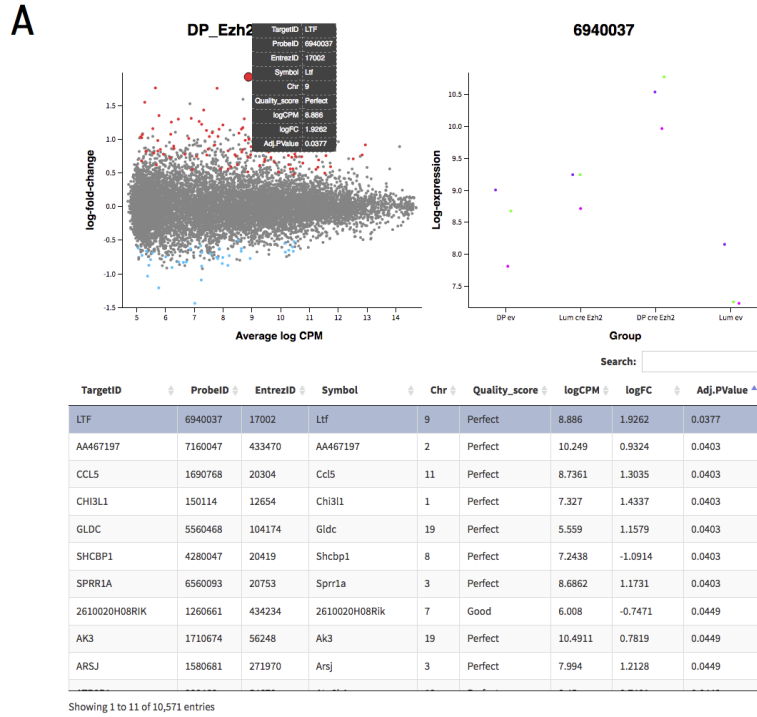 A
DP_Ezh2
6940037
TargetID LTF
ProbeID 6940037
EntrezID 17002
Symbol Ltf
Chr 9
Quality_score Perfect
logCPM 8.886
logFC 1.9262
Adj.PValue 0.0377
log-fold-change
1.5
1.0
0.5
0.0
-0.5
-1.0
-1.5
5 6 7 8 9 10 11 12 13 14
Average log CPM
Log-expression
10.5
10.0
9.5
9.0
8.5
8.0
7.5
DP ev Lum cre Ezh2 DP cre Ezh2 Lum ev
Group
Search:
TargetID ProbeID EntrezID Symbol Chr Quality_score logCPM logFC Adj.PValue
LTF 6940037 17002 Ltf 9 Perfect 8.886 1.9262 0.0377
AA467197 7160047 433470 AA467197 2 Perfect 10.249 0.9324 0.0403
CCL5 1690768 20304 Ccl5 11 Perfect 8.7361 1.3035 0.0403
CHI3L1 150114 12654 Chi3l1 1 Perfect 7.327 1.4337 0.0403
GLDC 5560468 104174 Gldc 19 Perfect 5.559 1.1579 0.0403
SHCBP1 4280047 20419 Shcbp1 8 Perfect 7.2438 -1.0914 0.0403
SPRR1A 6560093 20753 Sprr1a 3 Perfect 8.6862 1.1731 0.0403
2610020H08RIK 1260661 434234 2610020H08Rik 7 Good 6.008 -0.7471 0.0449
AK3 1710674 56248 Ak3 19 Perfect 10.4911 0.7819 0.0449
ARSJ 1580681 271970 Arsj 3 Perfect 7.994 1.2128 0.0449
Showing 1 to 11 of 10,571 entries